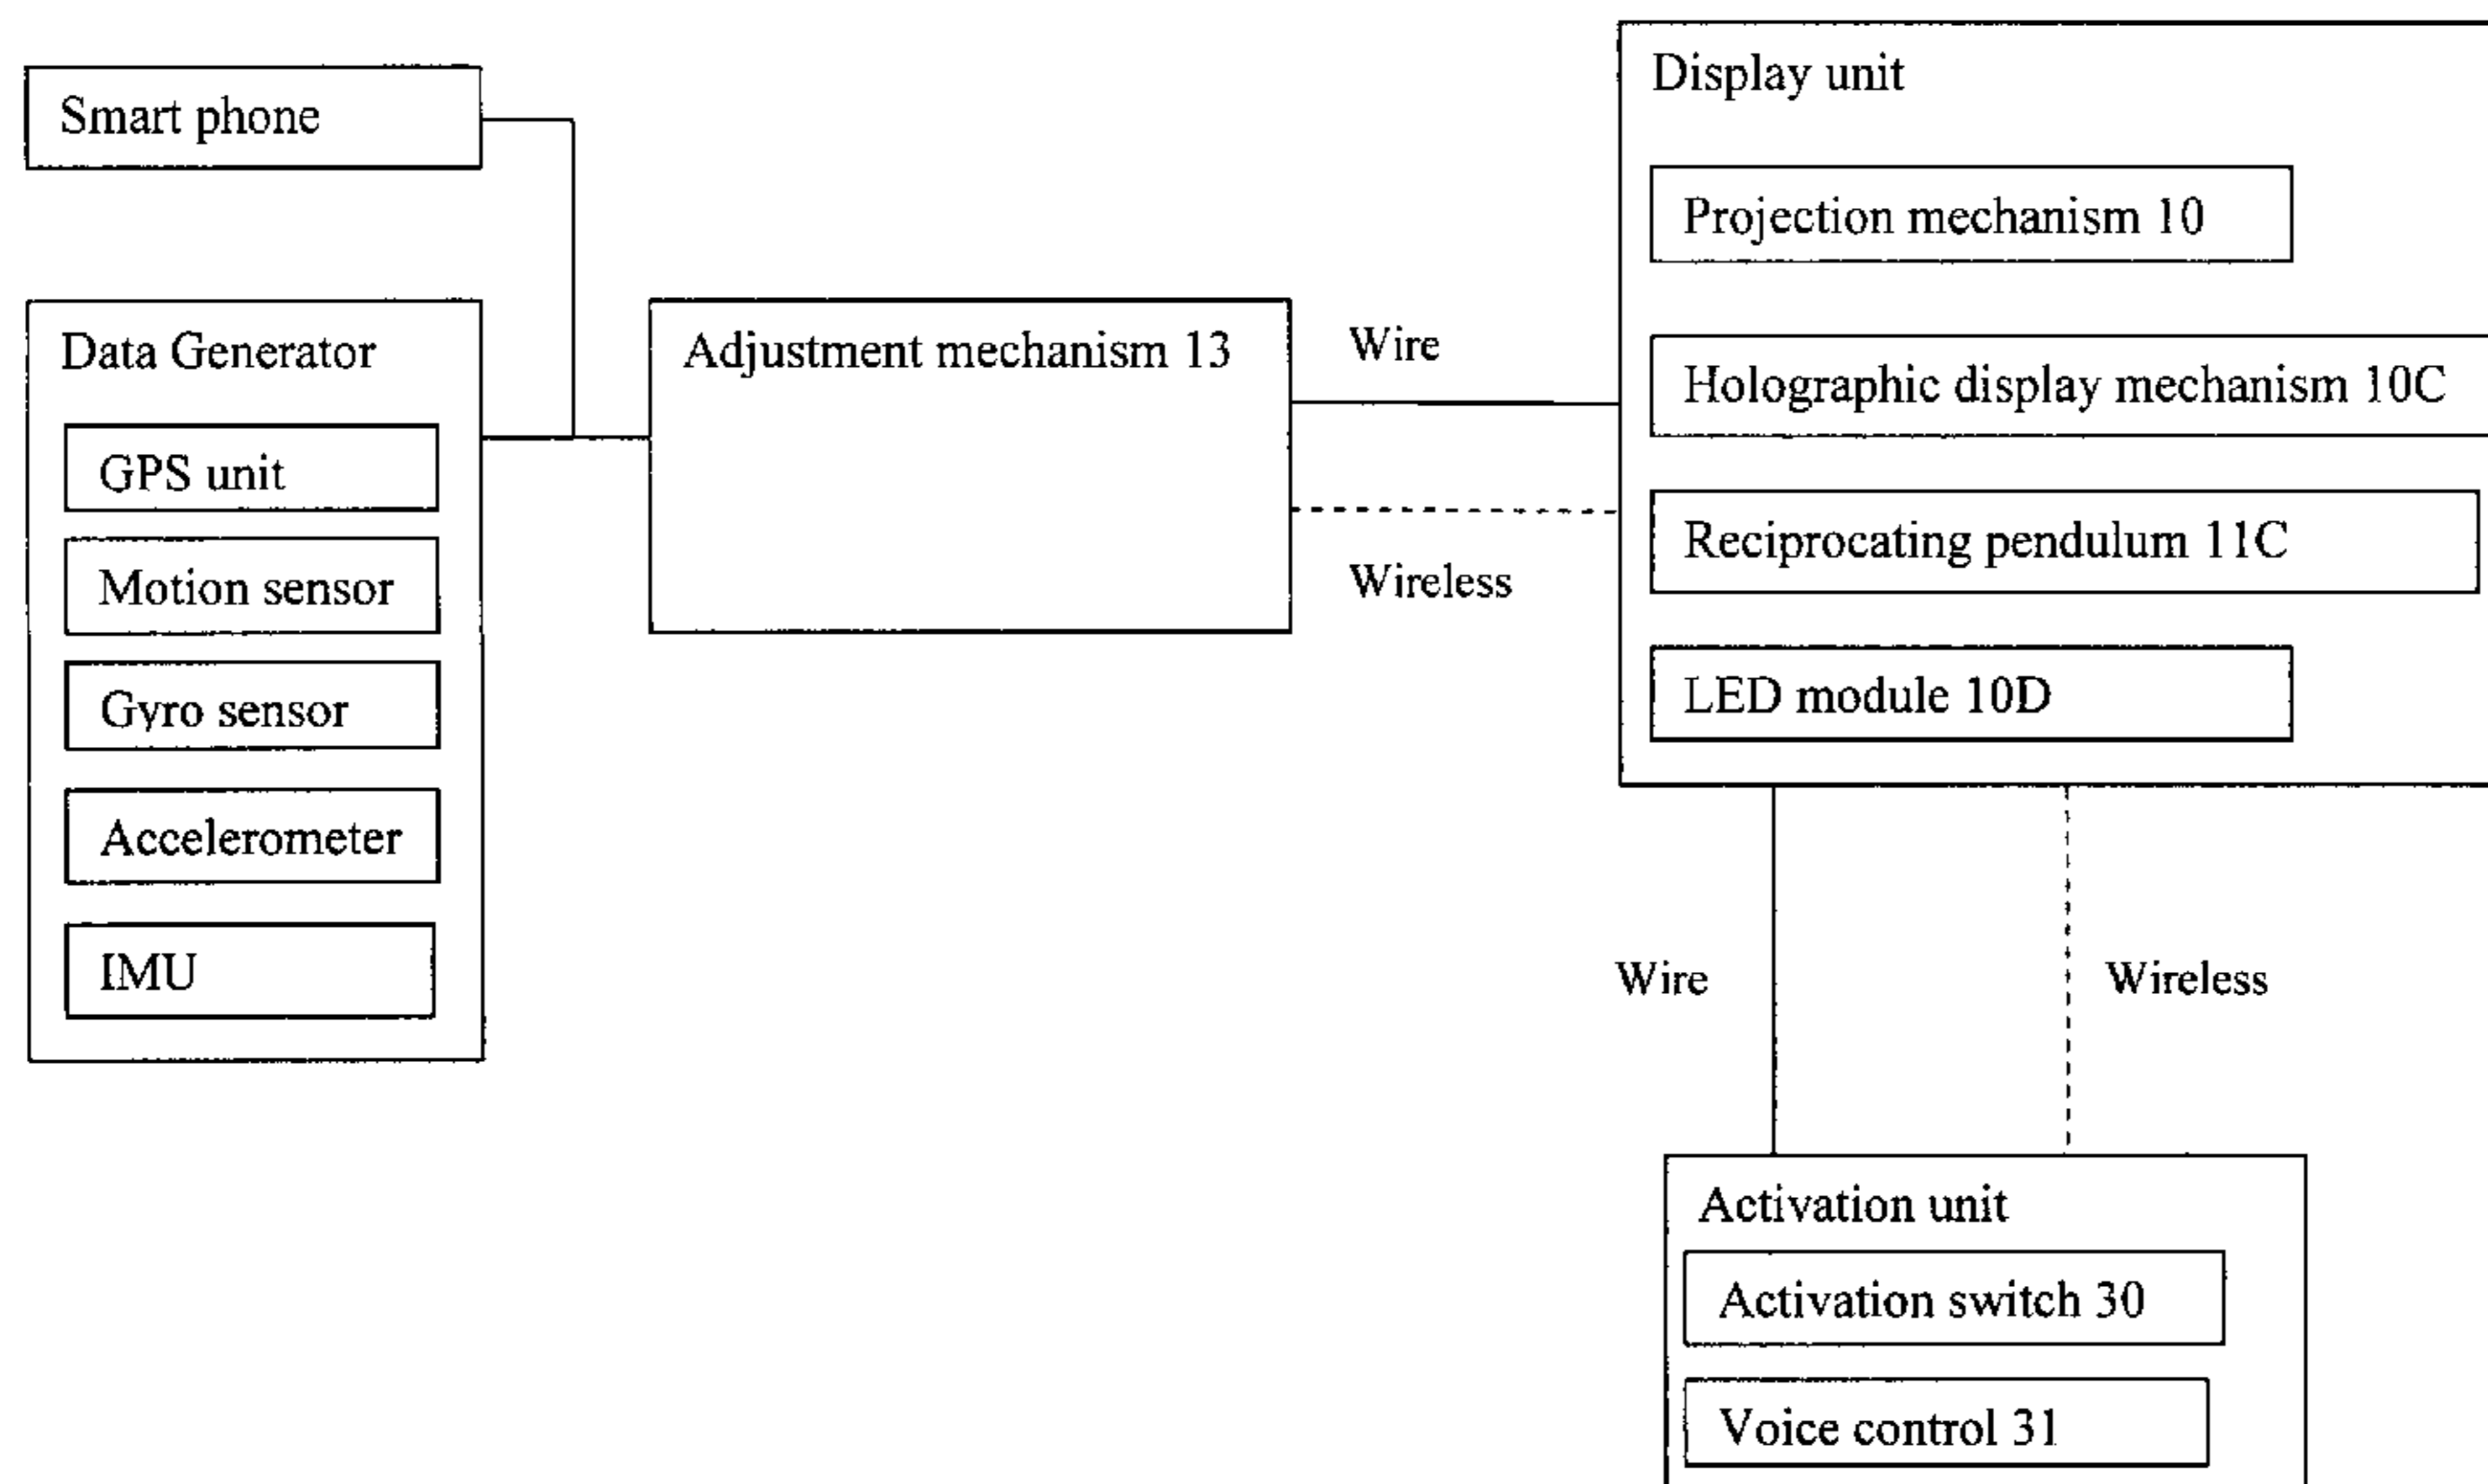 Smart phone
Data Generator
GPS unit
Motion sensor
Gyro sensor
Accelerometer
IMU
Adjustment mechanism 13
Wire
Wireless
Display unit
Projection mechanism 10
Holographic display mechanism 10C
Reciprocating pendulum 11C
LED module 10D
Wire
Wireless
Activation unit
Activation switch 30
Voice control 31